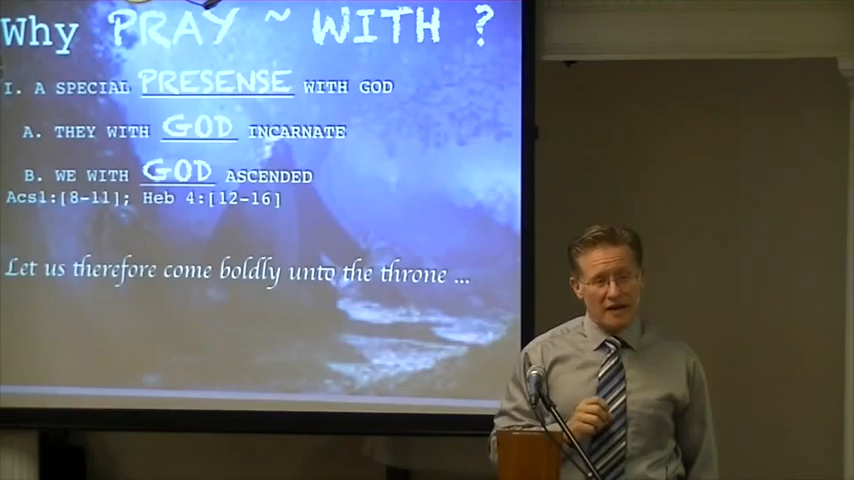 Why PRAY ~ WITH ?
I. A SPECIAL PRESENSE WITH GOD
A. THEY WITH GOD INCARNATE
B. WE WITH GOD ASCENDED
Acs1:[8-11]; Heb 4:[12-16]
Let us therefore come boldly unto the throne ...